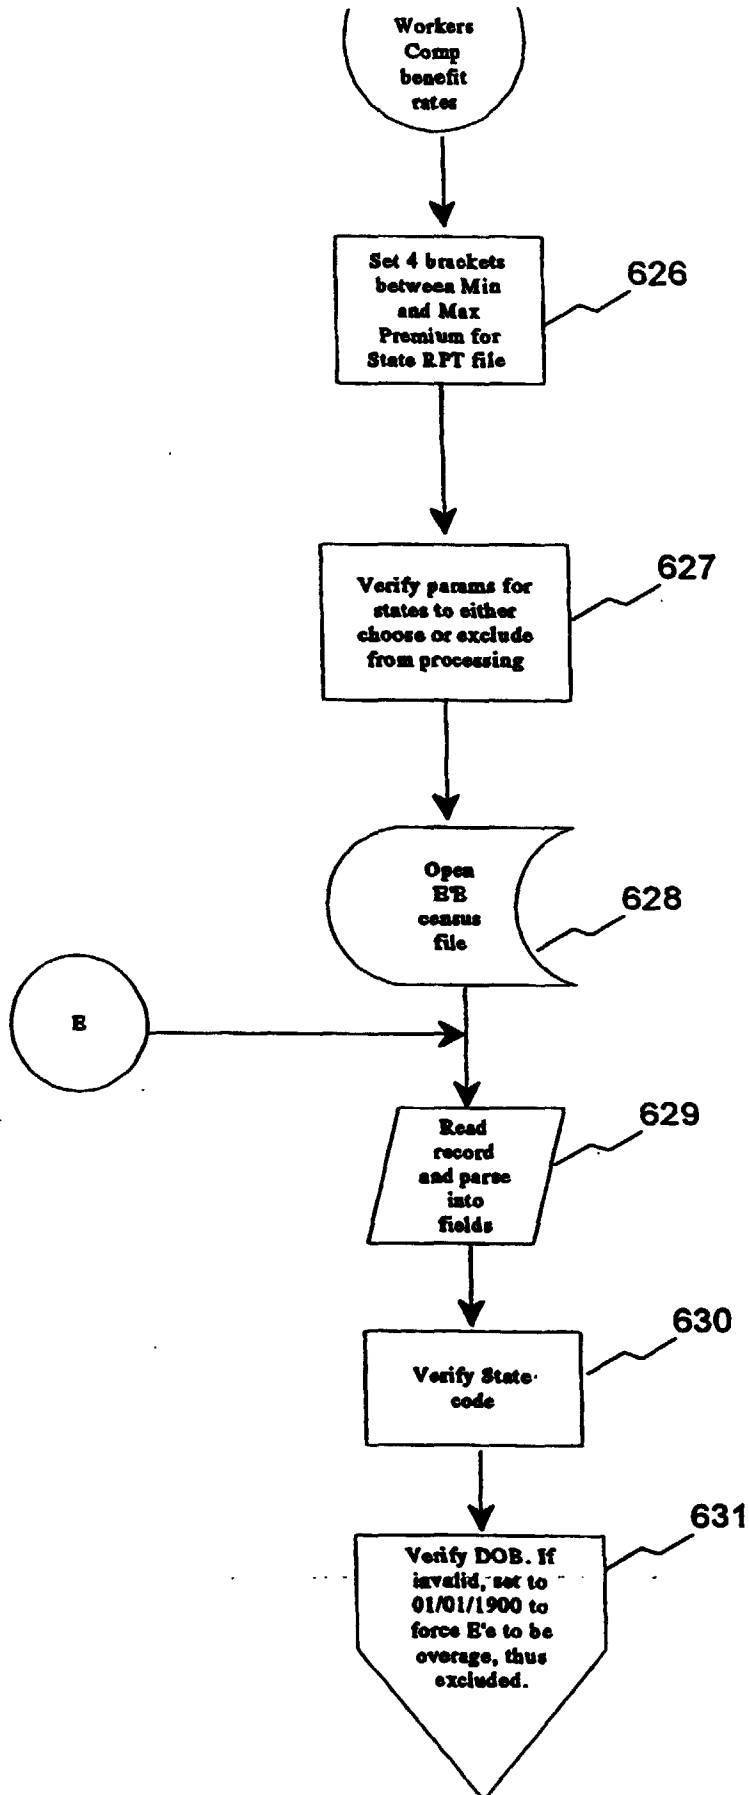 Workers
Comp
benefit
rates
Set 4 brackets
between Min
and Max
Premium for
State RPT file
626
Verify params for
states to either
choose or exclude
from processing
627
Open
E'E
census
file
628
E
Read
record
and parse
into
fields
629
Verify State
code
630
Verify DOB. If
invalid, set to
01/01/1900 to
force E'e to be
overage, thus
excluded.
631